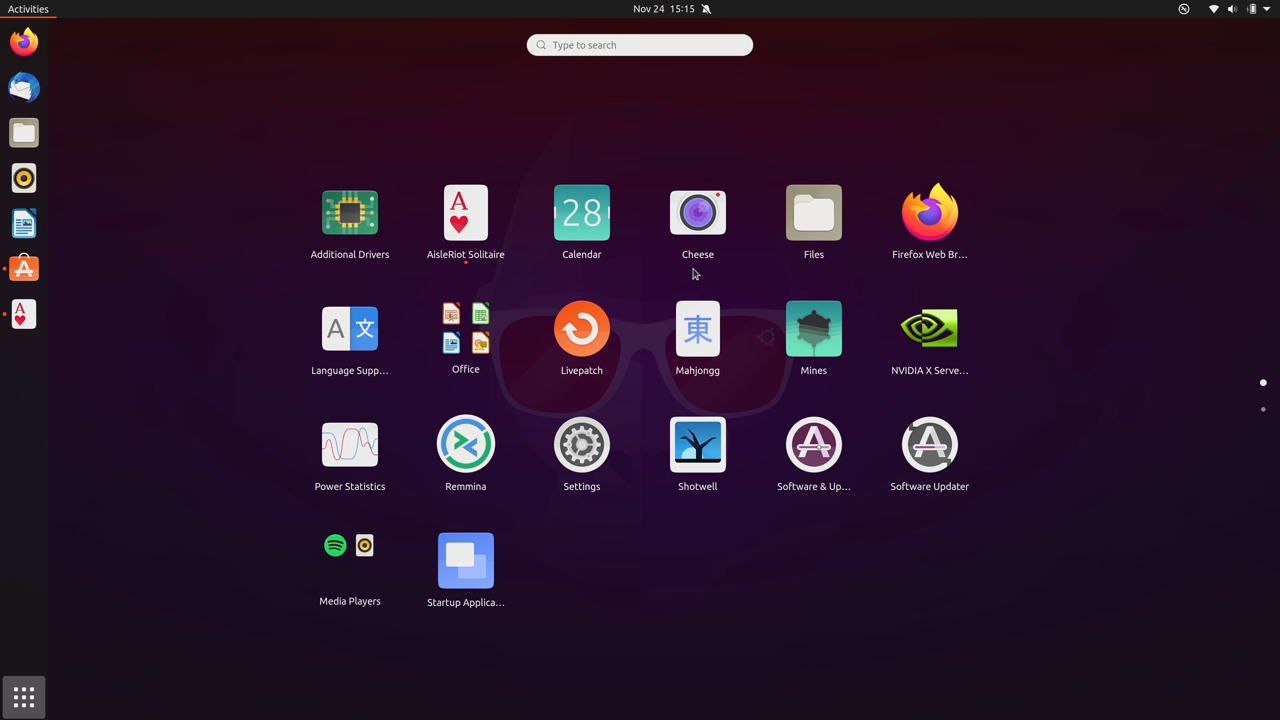 Activities
Nov 24 15:15
Type to search
28
A
東
A 文
A
Additional Drivers
AisleRiot Solitaire
Calendar
Cheese
Files
Firefox Web Br...
Language Supp...
Office
Livepatch
Mahjongg
Mines
NVIDIA X Serve...
Power Statistics
Remmina
Settings
Shotwell
Software & Up...
Software Updater
Media Players
Startup Applica...